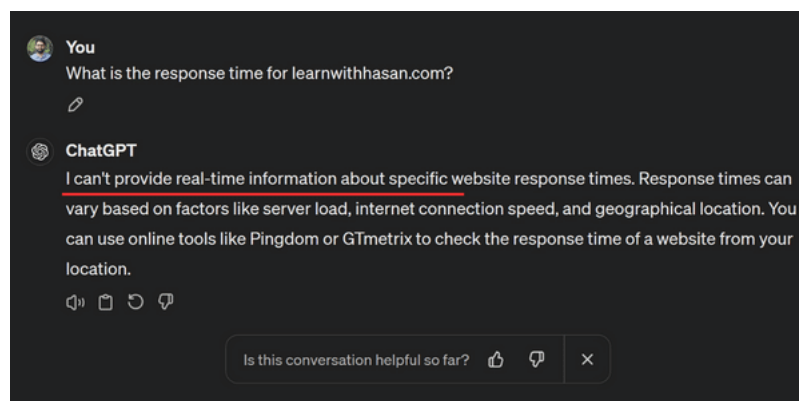 You
What is the response time for learnwithhasan.com?
ChatGPT
I can't provide real-time information about specific website response times. Response times can
vary based on factors like server load, internet connection speed, and geographical location. You
can use online tools like Pingdom or GTmetrix to check the response time of a website from your
location.
Is this conversation helpful so far?